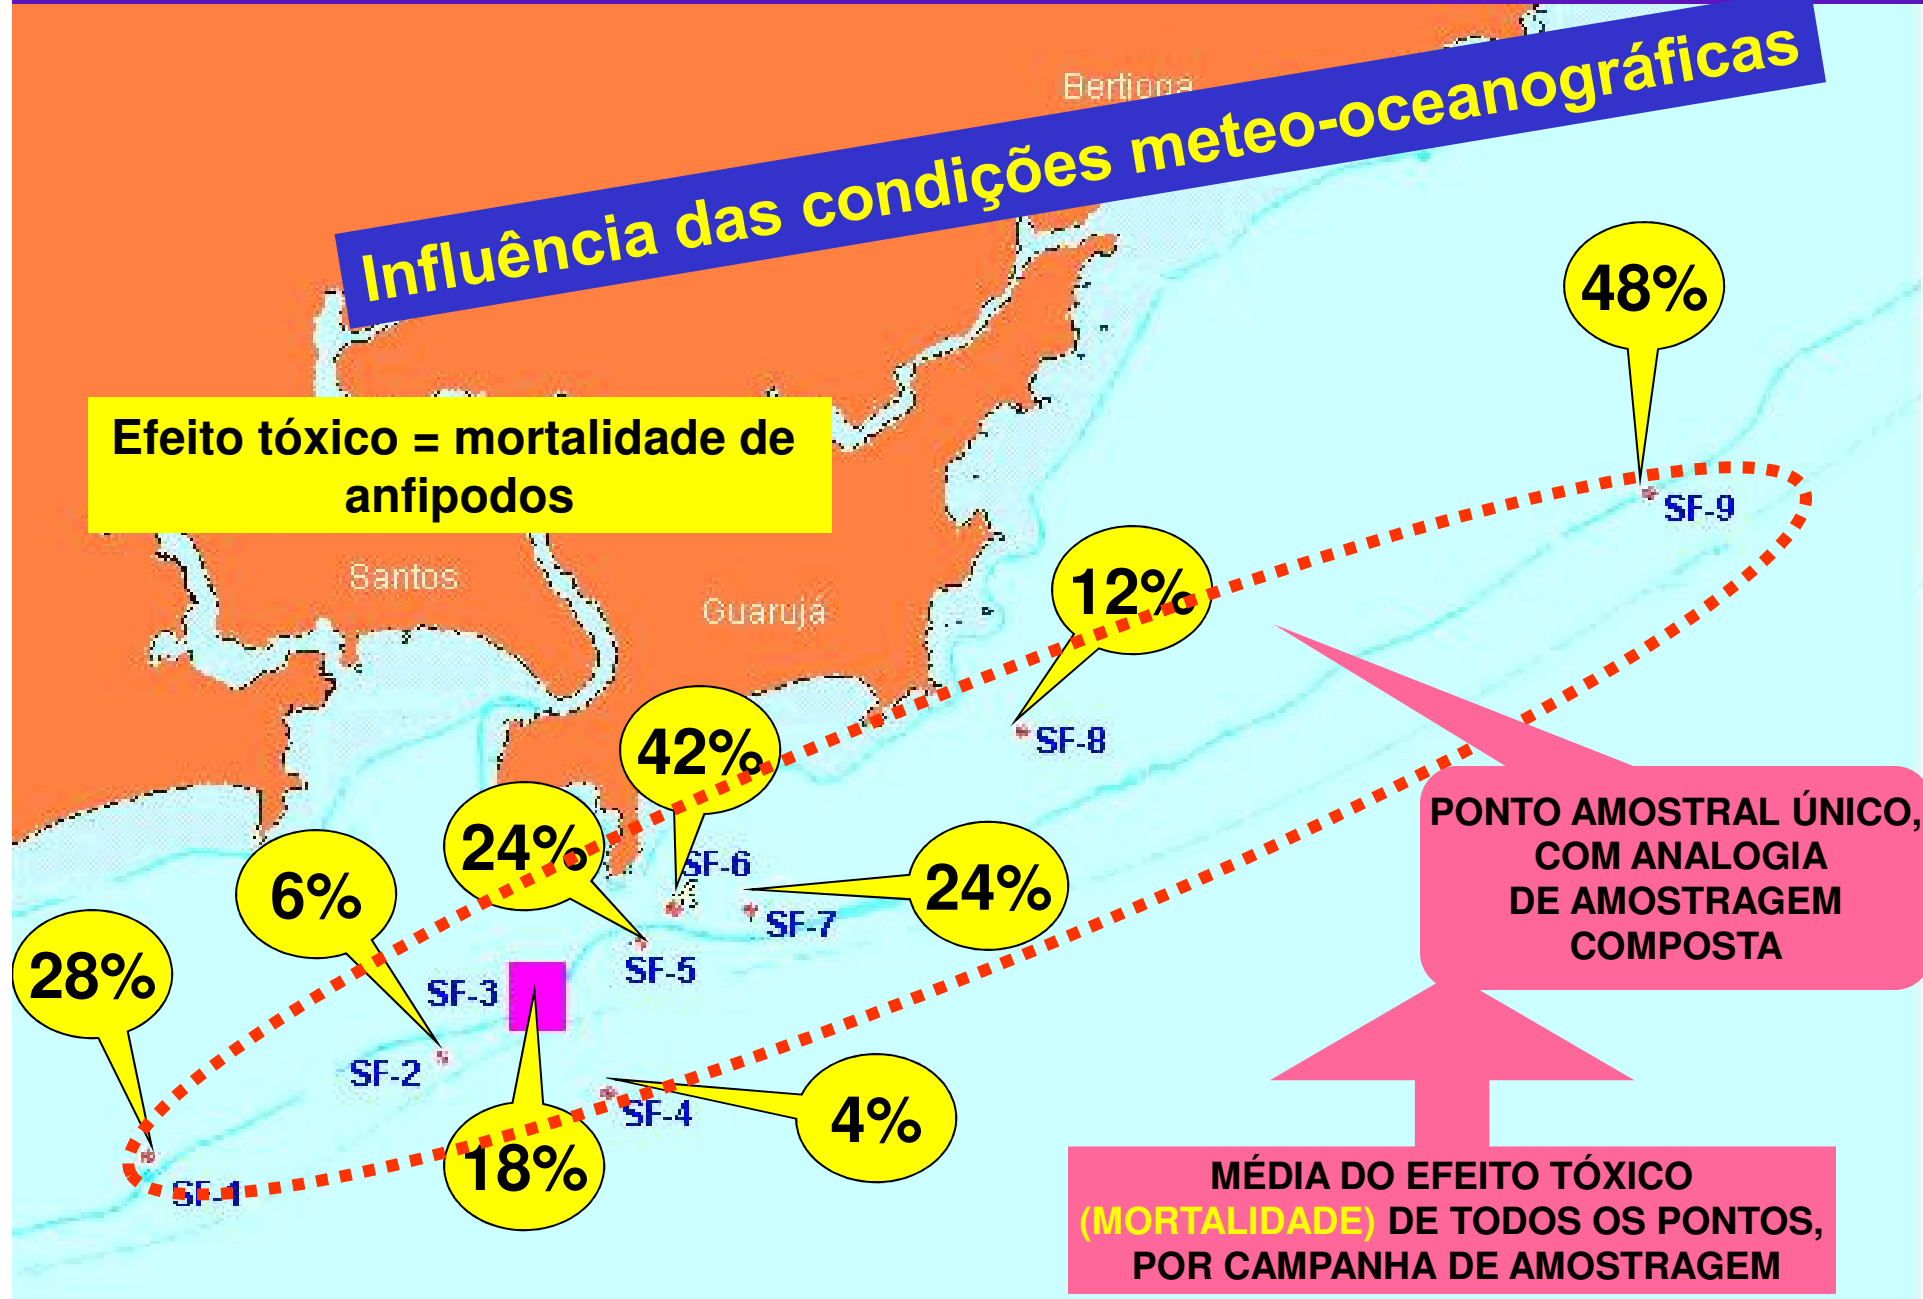 Bertioga
Influência das condições meteo-oceanográficas
48%
Efeito tóxico = mortalidade de
anfipodos
SF-9
Santos
Guarujá
12%
SF-8
42%
24%
SF-6
6%
24%
SF-7
28%
SF-5
SF-3
SF-2
SF-4
4%
18%
SF-1
PONTO AMOSTRAL ÚNICO,
COM ANALOGIA
DE AMOSTRAGEM
COMPOSTA
MÉDIA DO EFEITO TÓXICO
(MORTALIDADE) DE TODOS OS PONTOS,
POR CAMPANHA DE AMOSTRAGEM